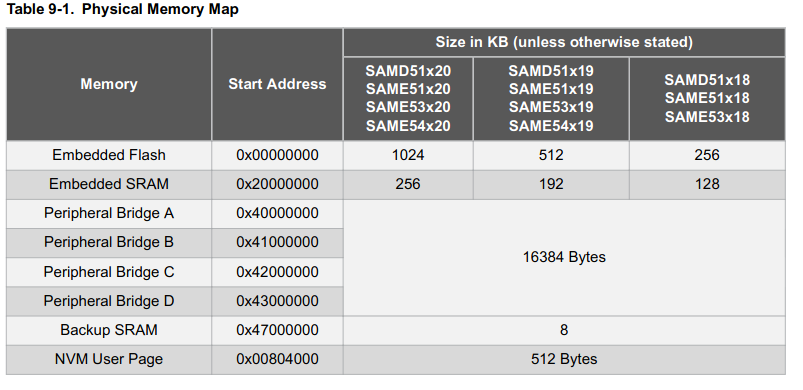 Table 9-1. Physical Memory Map
Memory
Start Address
Size in KB (unless otherwise stated)
SAMD51x20
SAME51x20
SAME53x20
SAME54x20
SAMD51x19
SAME51x19
SAME53x19
SAME54x19
SAMD51x18
SAME51x18
SAME53x18
Embedded Flash 0x00000000 1024 512 256
Embedded SRAM 0x20000000 256 192 128
Peripheral Bridge A 0x40000000
Peripheral Bridge B 0x41000000
16384 Bytes
Peripheral Bridge C 0x42000000
Peripheral Bridge D 0x43000000
Backup SRAM 0x47000000 8
NVM User Page 0x00804000 512 Bytes